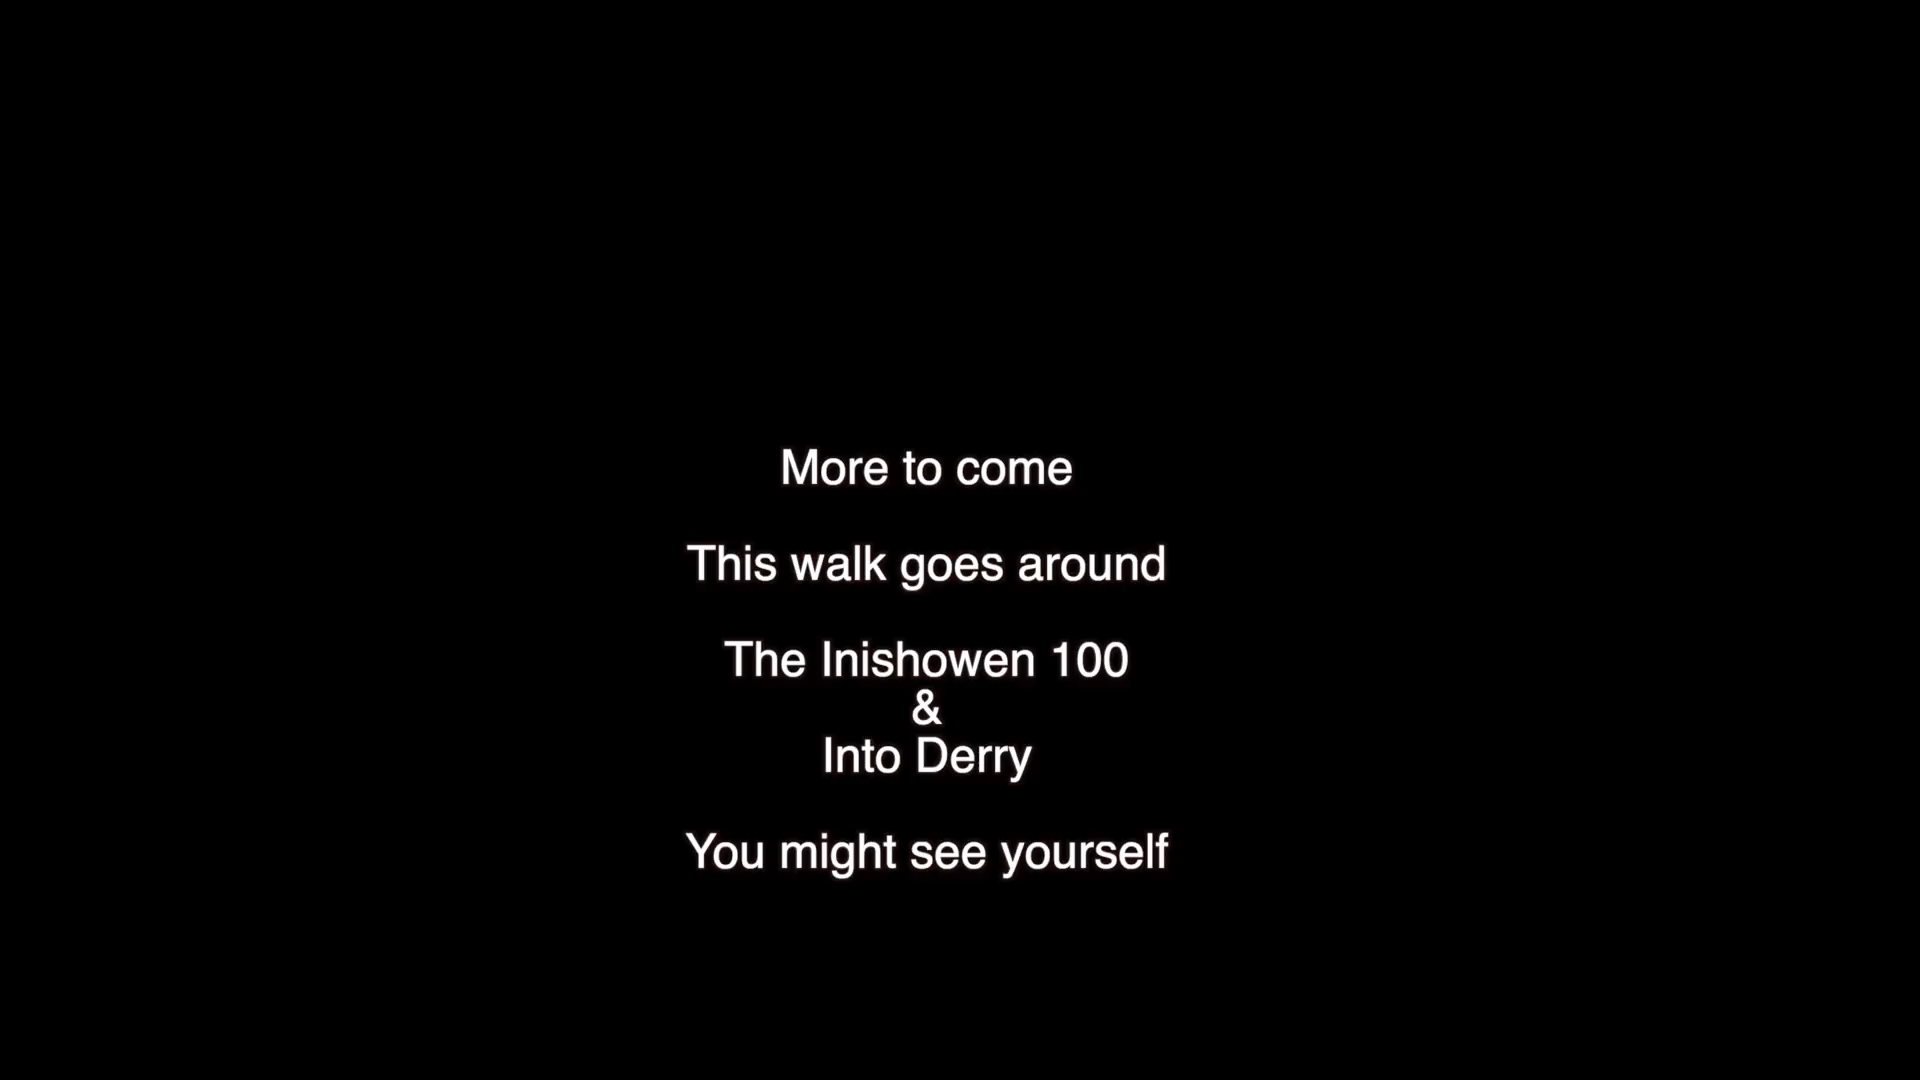 More to come
This walk goes around
The Inishowen 100
&
Into Derry
You might see yourself